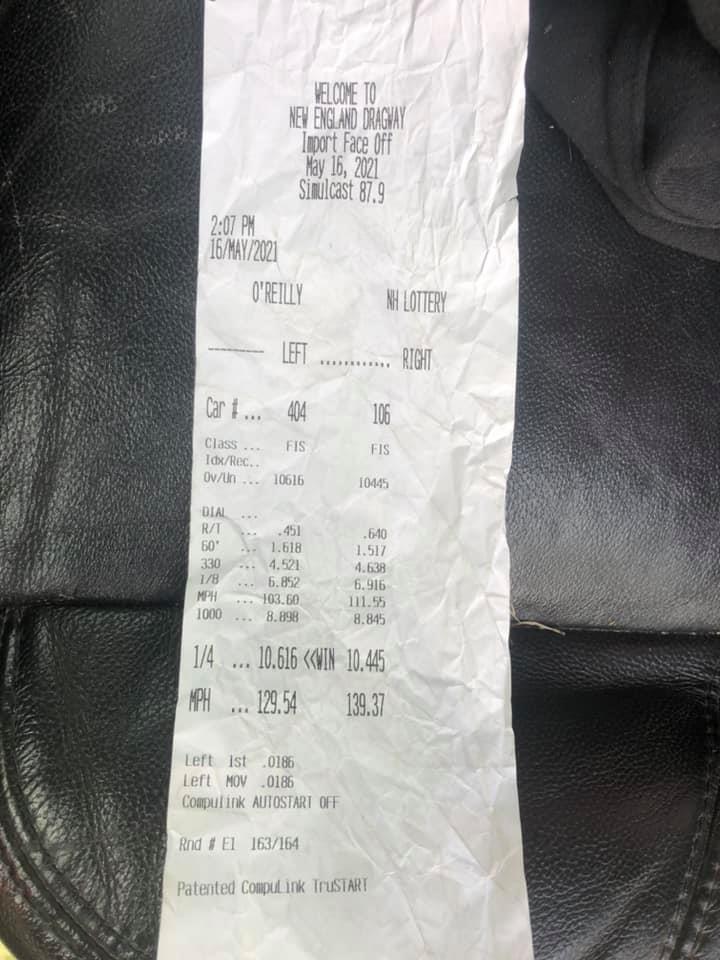 WELCOME TO
NEW ENGLAND DRAGWAY
Import Face Off
May 16, 2021
Simulcast 87.9
2:07 PM
16/MAY/2021
O'REILLY NH LOTTERY
---------- LEFT ............ RIGHT
Car # ... 404 106
Class ... FIS FIS
Idx/Rec..
Ov/Un ... 10616 10445
DIAL ...
R/T ... .451 .640
60' ... 1.618 1.517
330 ... 4.521 4.638
1/8 ... 6.852 6.916
MPH ... 103.60 111.55
1000 ... 8.898 8.845
1/4 ... 10.616 <<WIN 10.445
MPH ... 129.54 139.37
Left 1st .0186
Left MOV .0186
Compulink AUTOSTART OFF
Rnd # E1 163/164
Patented CompuLink TruSTART